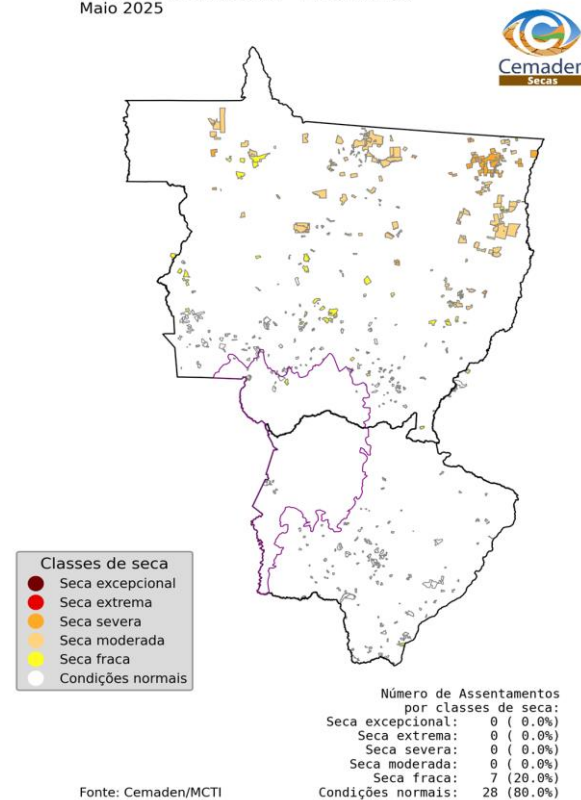 Maio 2025
Cemaden
Secas
Classes de seca
Seca excepcional
Seca extrema
Seca severa
Seca moderada
Seca fraca
Condições normais
Número de Assentamentos
por classes de seca:
Seca excepcional: 0 ( 0.0%)
Seca extrema: 0 ( 0.0%)
Seca severa: 0 ( 0.0%)
Seca moderada: 0 ( 0.0%)
Seca fraca: 7 (20.0%)
Condições normais: 28 (80.0%)
Fonte: Cemaden/MCTI